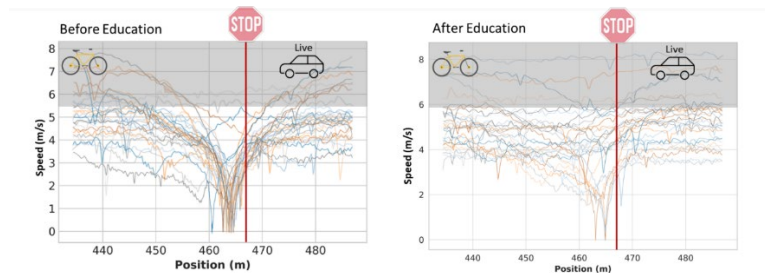 Before Education
STOP
Live
8
7
6
5
4
3
2
1
0
Speed (m/s)
440 450 460 470 480
Position (m)
After Education
STOP
Live
8
6
4
2
0
Speed (m/s)
440 450 460 470 480
Position (m)